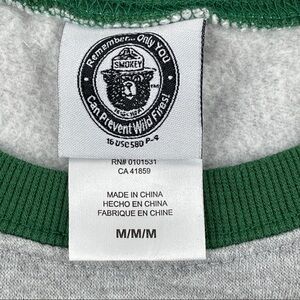 Remember... Only You
SMOKEY
Can Prevent Wild Fires!
16 USC 580 P-4
RN# 0101531
CA 41859
MADE IN CHINA
HECHO EN CHINA
FABRIQUE EN CHINE
M/M/M